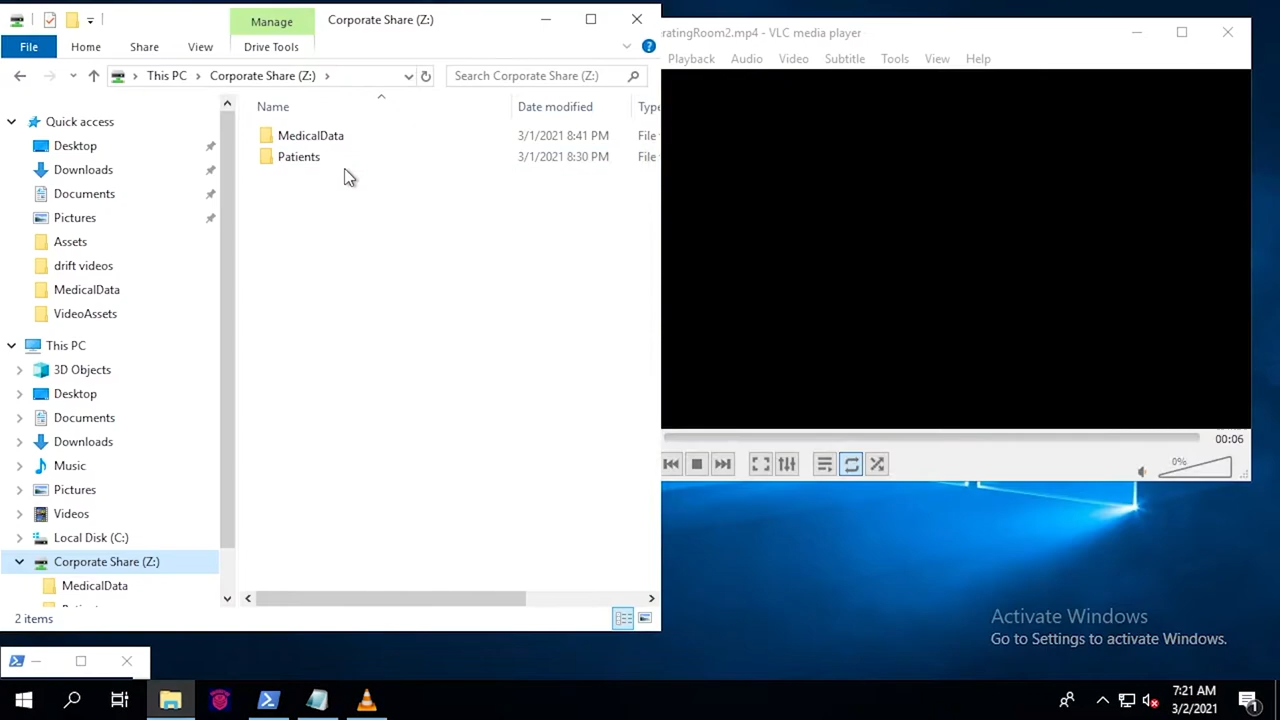 Manage
Corporate Share (Z:)
File
Home
Share
View
Drive Tools
This PC
Corporate Share (Z:)
Search Corporate Share (Z:)
Name
Date modified
Type
Quick access
Desktop
Downloads
Documents
Pictures
Assets
drift videos
MedicalData
VideoAssets
This PC
3D Objects
Desktop
Documents
Downloads
Music
Pictures
Videos
Local Disk (C:)
Corporate Share (Z:)
MedicalData
MedicalData 3/1/2021 8:41 PM File
Patients 3/1/2021 8:30 PM File
2 items
eratingRoom2.mp4 - VLC media player
Playback Audio Video Subtitle Tools View Help
00:06
0%
Activate Windows
Go to Settings to activate Windows.
7:21 AM
3/2/2021
1